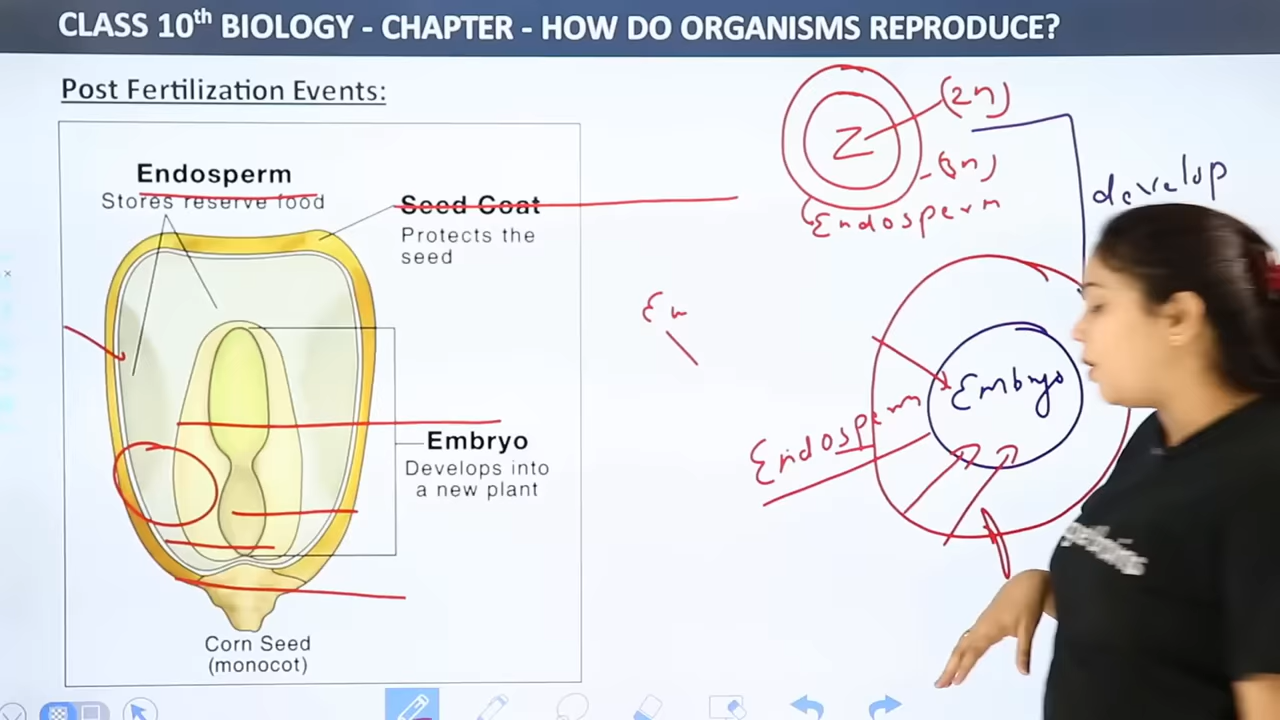 CLASS 10th BIOLOGY - CHAPTER - HOW DO ORGANISMS REPRODUCE?
Post Fertilization Events:
Endosperm
Stores reserve food
Seed Coat
Protects the
seed
Embryo
Develops into
a new plant
Corn Seed
(monocot)
Z
(2n)
(3n)
Endosperm
develop
Em
Embryo
Endosperm